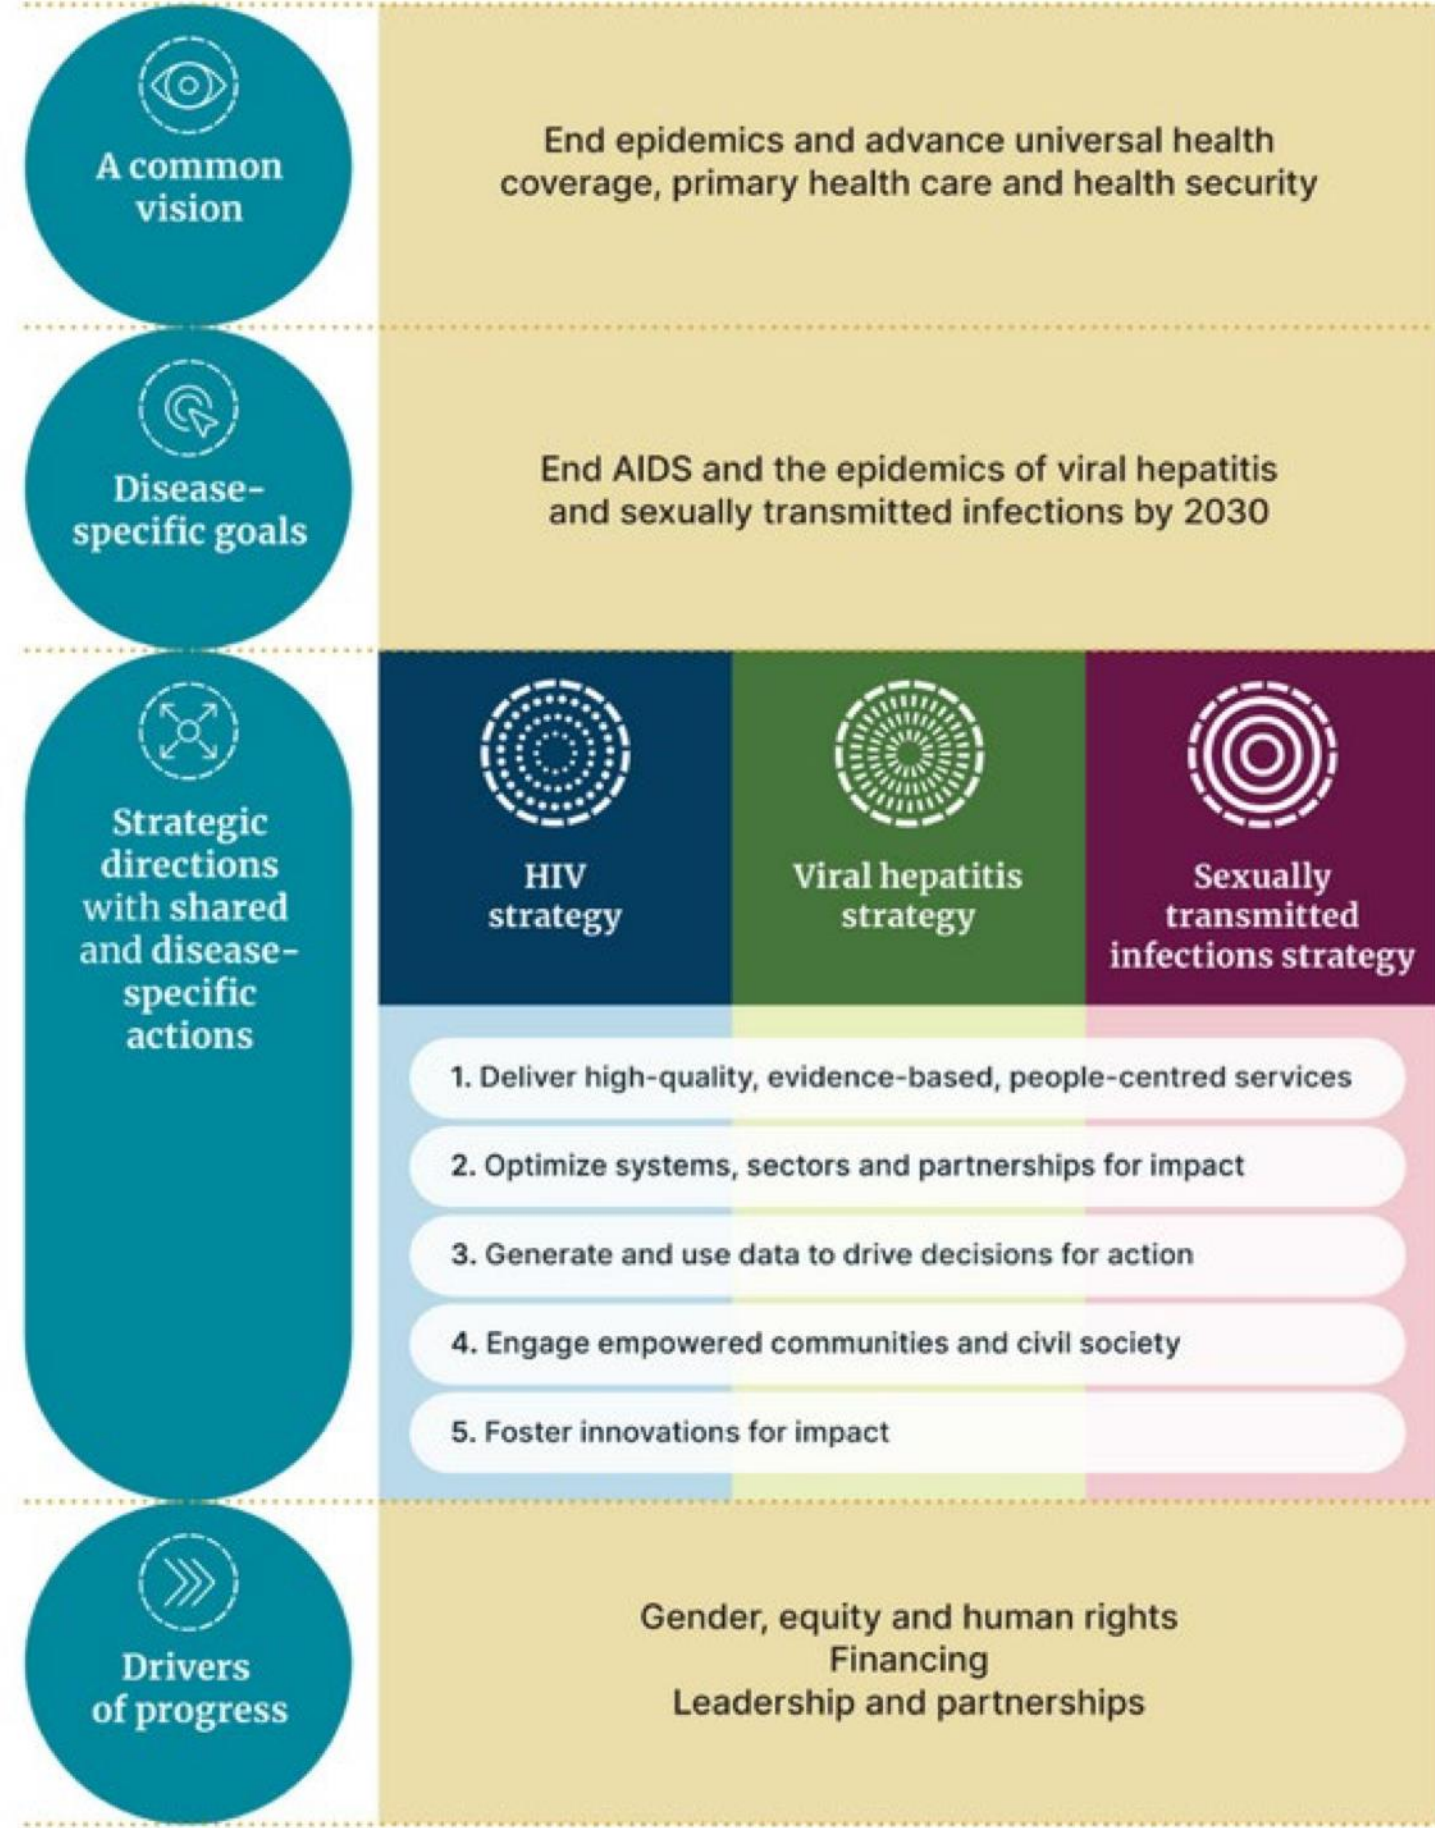 A common
vision
End epidemics and advance universal health
coverage, primary health care and health security
Disease-
specific goals
End AIDS and the epidemics of viral hepatitis
and sexually transmitted infections by 2030
Strategic
directions
with shared
and disease-
specific
actions
HIV
strategy
Viral hepatitis
strategy
Sexually
transmitted
infections strategy
1. Deliver high-quality, evidence-based, people-centred services
2. Optimize systems, sectors and partnerships for impact
3. Generate and use data to drive decisions for action
4. Engage empowered communities and civil society
5. Foster innovations for impact
Drivers
of progress
Gender, equity and human rights
Financing
Leadership and partnerships